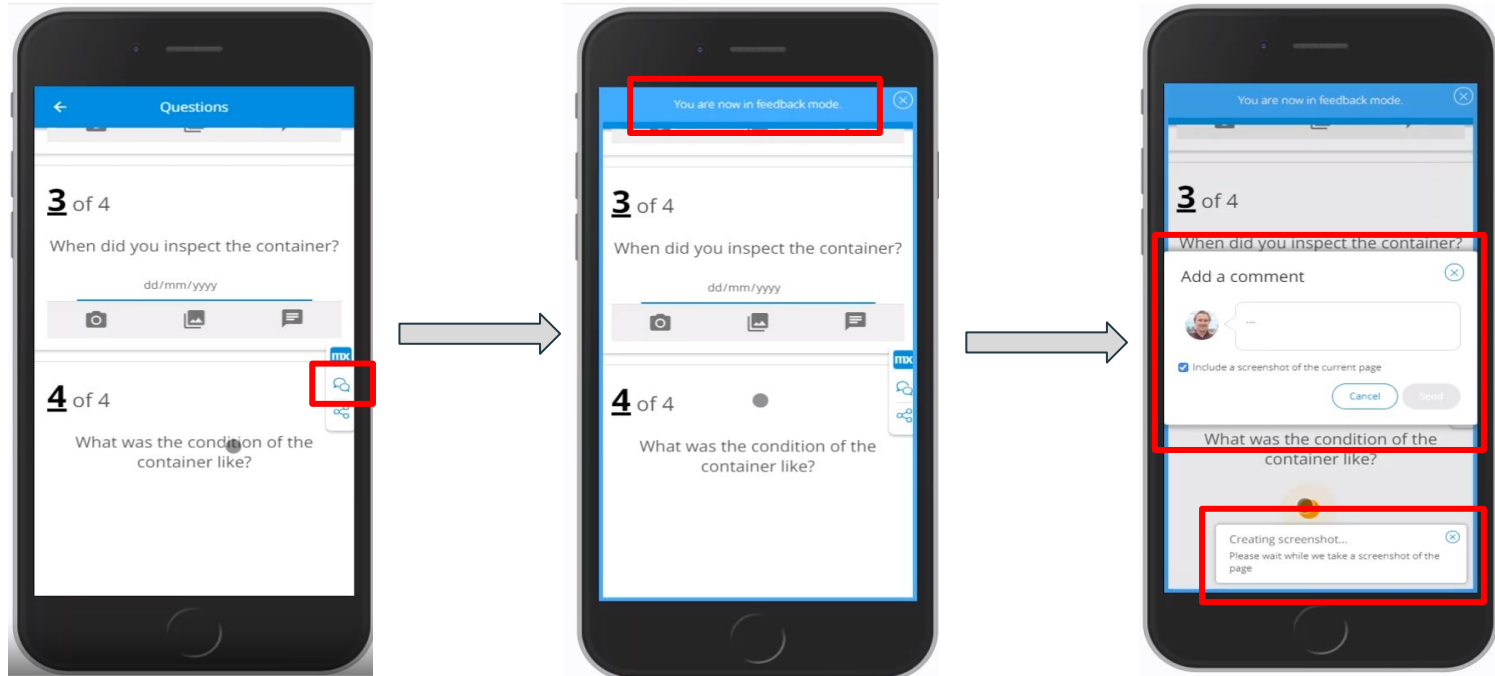 Questions
3 of 4
When did you inspect the container?
dd/mm/yyyy
mx
4 of 4
What was the condition of the
container like?
You are now in feedback mode.
3 of 4
When did you inspect the container?
dd/mm/yyyy
mx
4 of 4
What was the condition of the
container like?
You are now in feedback mode.
3 of 4
When did you inspect the container?
Add a comment
...
Include a screenshot of the current page
Cancel
Send
What was the condition of the
container like?
Creating screenshot...
Please wait while we take a screenshot of the
page